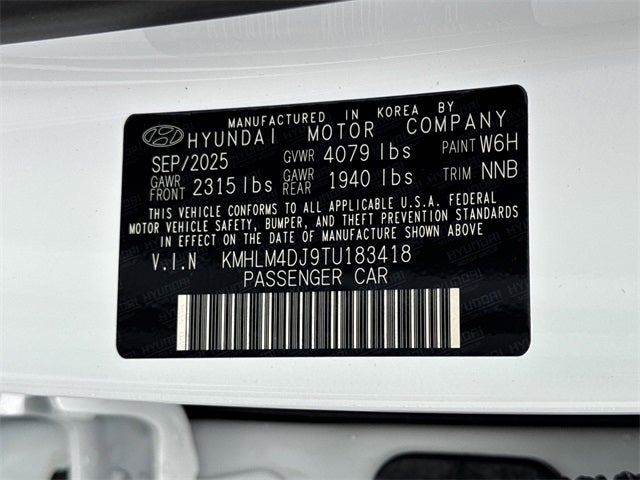 MANUFACTURED IN KOREA BY
HYUNDAI MOTOR COMPANY
SEP/2025 GVWR 4079 lbs PAINT W6H
GAWR FRONT 2315 lbs GAWR REAR 1940 lbs TRIM NNB
THIS VEHICLE CONFORMS TO ALL APPLICABLE U.S.A. FEDERAL
MOTOR VEHICLE SAFETY, BUMPER, AND THEFT PREVENTION STANDARDS
IN EFFECT ON THE DATE OF MANUFACTURE SHOWN ABOVE
V.I.N KMHLM4DJ9TU183418
PASSENGER CAR